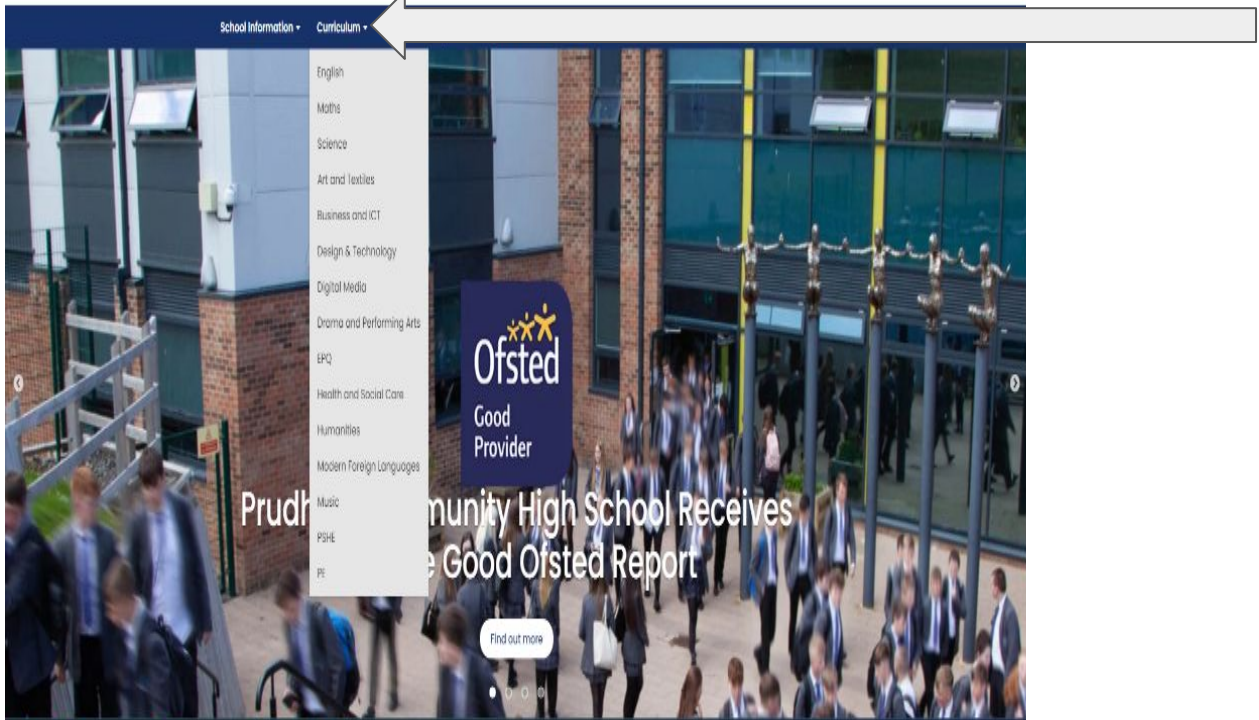 School Information
Curriculum
English
Maths
Science
Art and Textiles
Business and ICT
Design & Technology
Digital Media
Drama and Performing Arts
EPQ
Health and Social Care
Humanities
Modern Foreign Languages
Music
PSHE
PE
Ofsted
Good
Provider
Prudh munity High School Receives
e Good Ofsted Report
Find out more